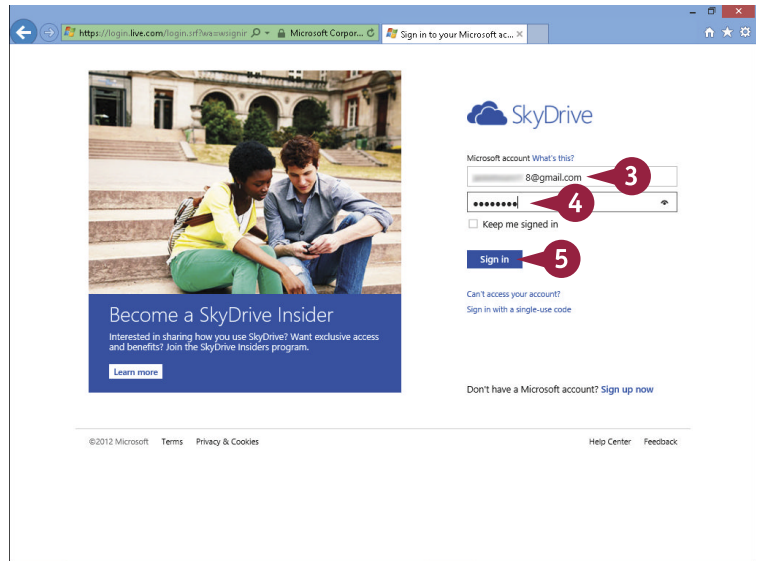 https://login.live.com/login.srf?wa=wsignir
Microsoft Corpor...
Sign in to your Microsoft ac...
SkyDrive
Microsoft account What's this?
8@gmail.com
3
4
Keep me signed in
Sign in
5
Can't access your account?
Sign in with a single-use code
Become a SkyDrive Insider
Interested in sharing how you use SkyDrive? Want exclusive access
and benefits? Join the SkyDrive Insiders program.
Learn more
Don't have a Microsoft account? Sign up now
©2012 Microsoft Terms Privacy & Cookies
Help Center Feedback